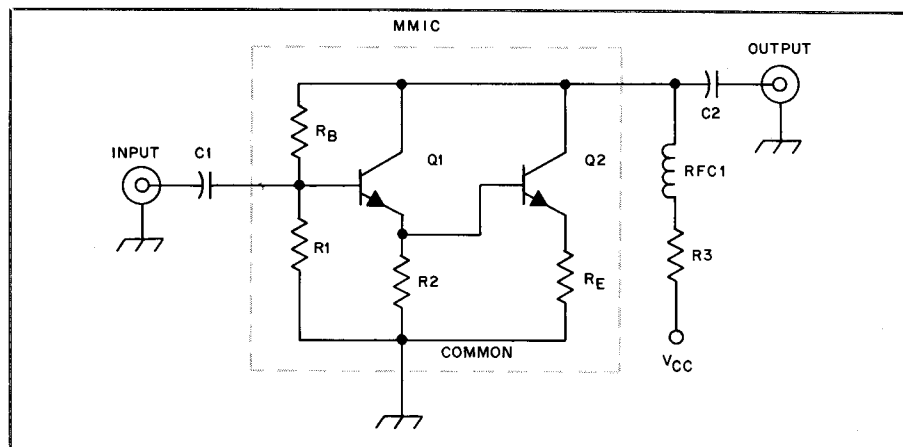 MMIC
OUTPUT
C2
RB
INPUT
C1
Q1
Q2
RFC1
R1
R2
RE
R3
COMMON
VCC